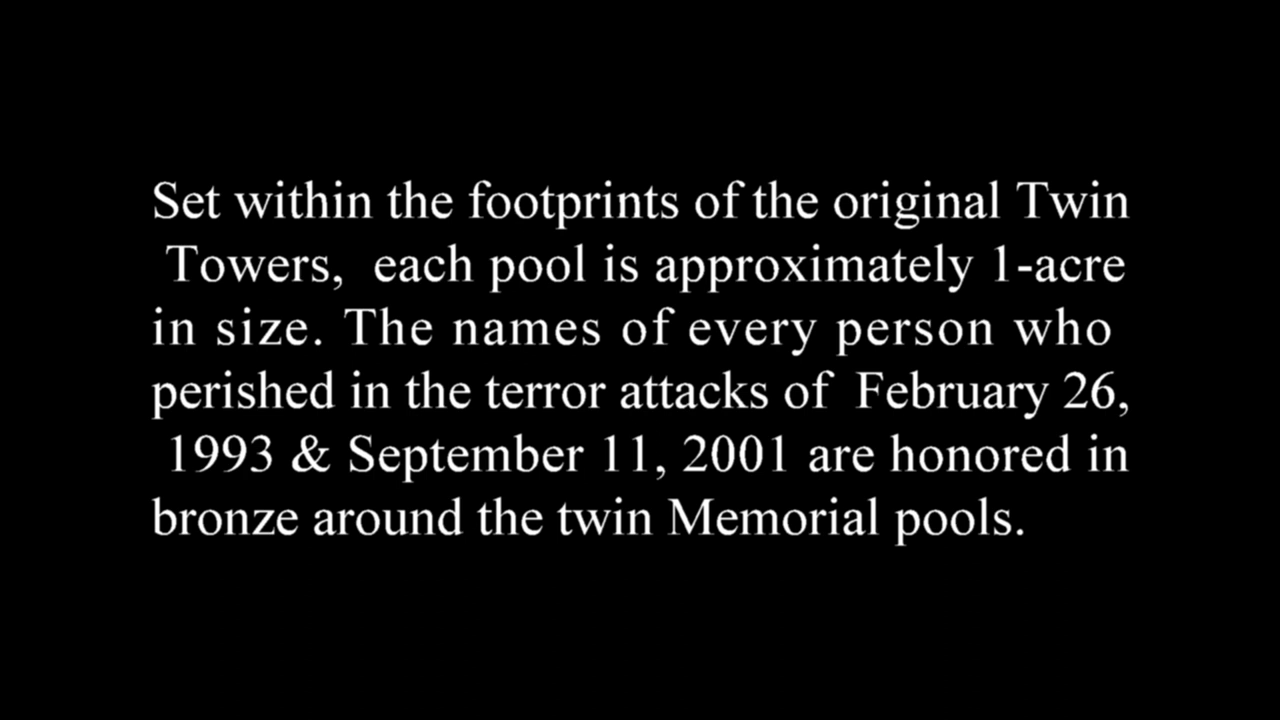 Set within the footprints of the original Twin
Towers, each pool is approximately 1-acre
in size. The names of every person who
perished in the terror attacks of February 26,
1993 & September 11, 2001 are honored in
bronze around the twin Memorial pools.